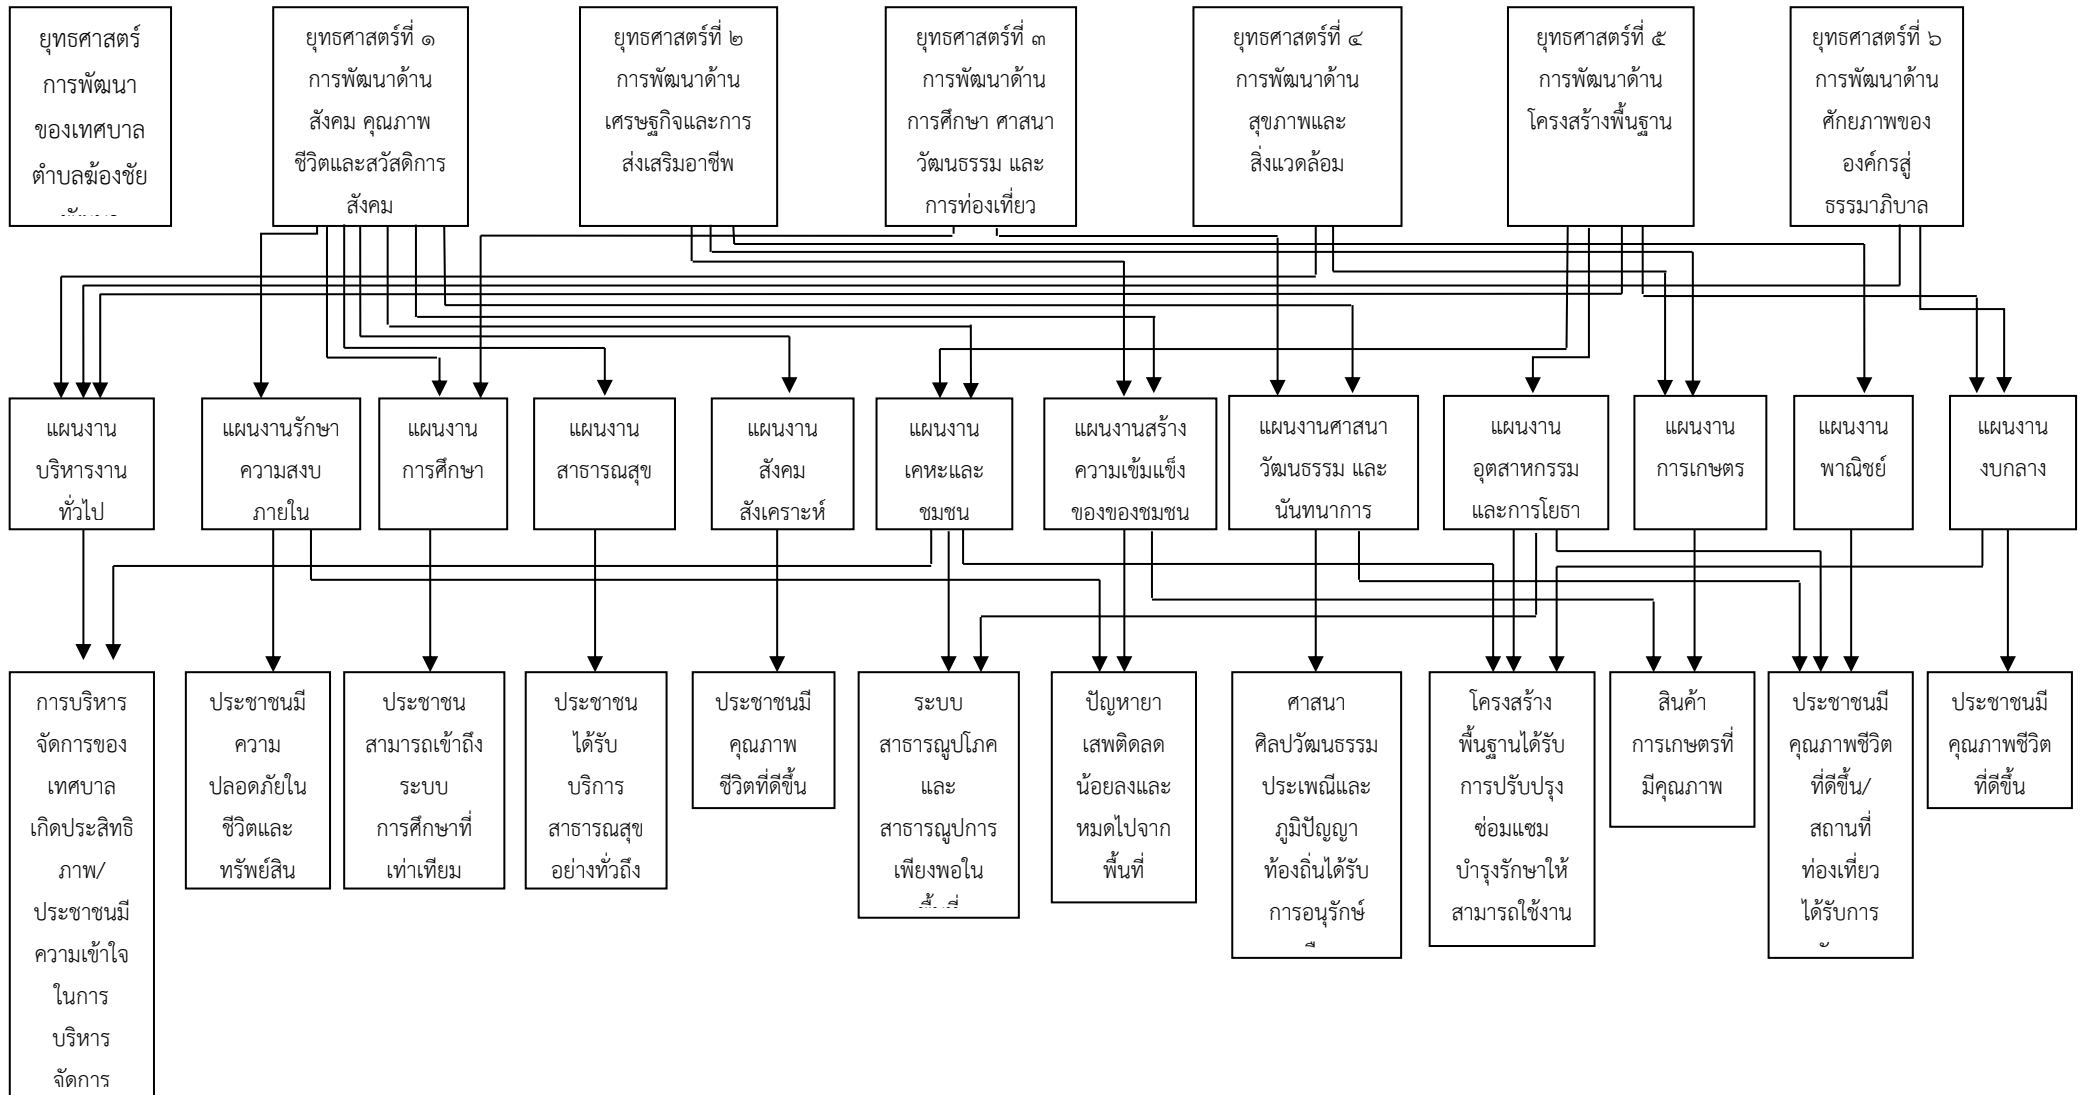 ยุทธศาสตร์
การพัฒนา
ของเทศบาล
ตำบลฆ้องชัย
ยุทธศาสตร์ที่ ๑
การพัฒนาด้าน
สังคม คุณภาพ
ชีวิตและสวัสดิการ
สังคม
ยุทธศาสตร์ที่ ๒
การพัฒนาด้าน
เศรษฐกิจและการ
ส่งเสริมอาชีพ
ยุทธศาสตร์ที่ ๓
การพัฒนาด้าน
การศึกษา ศาสนา
วัฒนธรรม และ
การท่องเที่ยว
ยุทธศาสตร์ที่ ๔
การพัฒนาด้าน
สุขภาพและ
สิ่งแวดล้อม
ยุทธศาสตร์ที่ ๕
การพัฒนาด้าน
โครงสร้างพื้นฐาน
ยุทธศาสตร์ที่ ๖
การพัฒนาด้าน
ศักยภาพของ
องค์กรสู่
ธรรมาภิบาล
แผนงาน
บริหารงาน
ทั่วไป
แผนงานรักษา
ความสงบ
ภายใน
แผนงาน
การศึกษา
แผนงาน
สาธารณสุข
แผนงาน
สังคม
สังเคราะห์
แผนงาน
เคหะและ
ชมชน
แผนงานสร้าง
ความเข้มแข็ง
ของของชมชน
แผนงานศาสนา
วัฒนธรรม และ
นันทนาการ
แผนงาน
อุตสาหกรรม
และการโยธา
แผนงาน
การเกษตร
แผนงาน
พาณิชย์
แผนงาน
งบกลาง
การบริหาร
จัดการของ
เทศบาล
เกิดประสิทธิ
ภาพ/
ประชาชนมี
ความเข้าใจ
ในการ
บริหาร
จัดการ
ประชาชนมี
ความ
ปลอดภัยใน
ชีวิตและ
ทรัพย์สิน
ประชาชน
สามารถเข้าถึง
ระบบ
การศึกษาที่
เท่าเทียม
ประชาชน
ได้รับ
บริการ
สาธารณสุข
อย่างทั่วถึง
ประชาชนมี
คุณภาพ
ชีวิตที่ดีขึ้น
ระบบ
สาธารณูปโภค
และ
สาธารณูปการ
เพียงพอใน
พื้นที่
ปัญหายา
เสพติดลด
น้อยลงและ
หมดไปจาก
พื้นที่
ศาสนา
ศิลปวัฒนธรรม
ประเพณีและ
ภูมิปัญญา
ท้องถิ่นได้รับ
การอนุรักษ์
โครงสร้าง
พื้นฐานได้รับ
การปรับปรุง
ซ่อมแซม
บำรุงรักษาให้
สามารถใช้งาน
สินค้า
การเกษตรที่
มีคุณภาพ
ประชาชนมี
คุณภาพชีวิต
ที่ดีขึ้น/
สถานที่
ท่องเที่ยว
ได้รับการ
ประชาชนมี
คุณภาพชีวิต
ที่ดีขึ้น